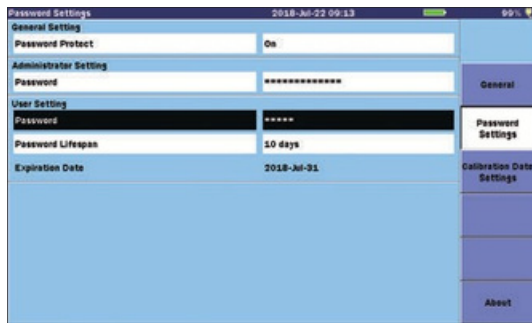 Password Settings 2018-Jul-22 09:13 99%
General Setting
Password Protect On
Administrator Setting
Password *************
General
User Setting
Password *****
Password Settings
Password Lifespan 10 days
Expiration Date 2018-Jul-31
Calibration Date Settings
About